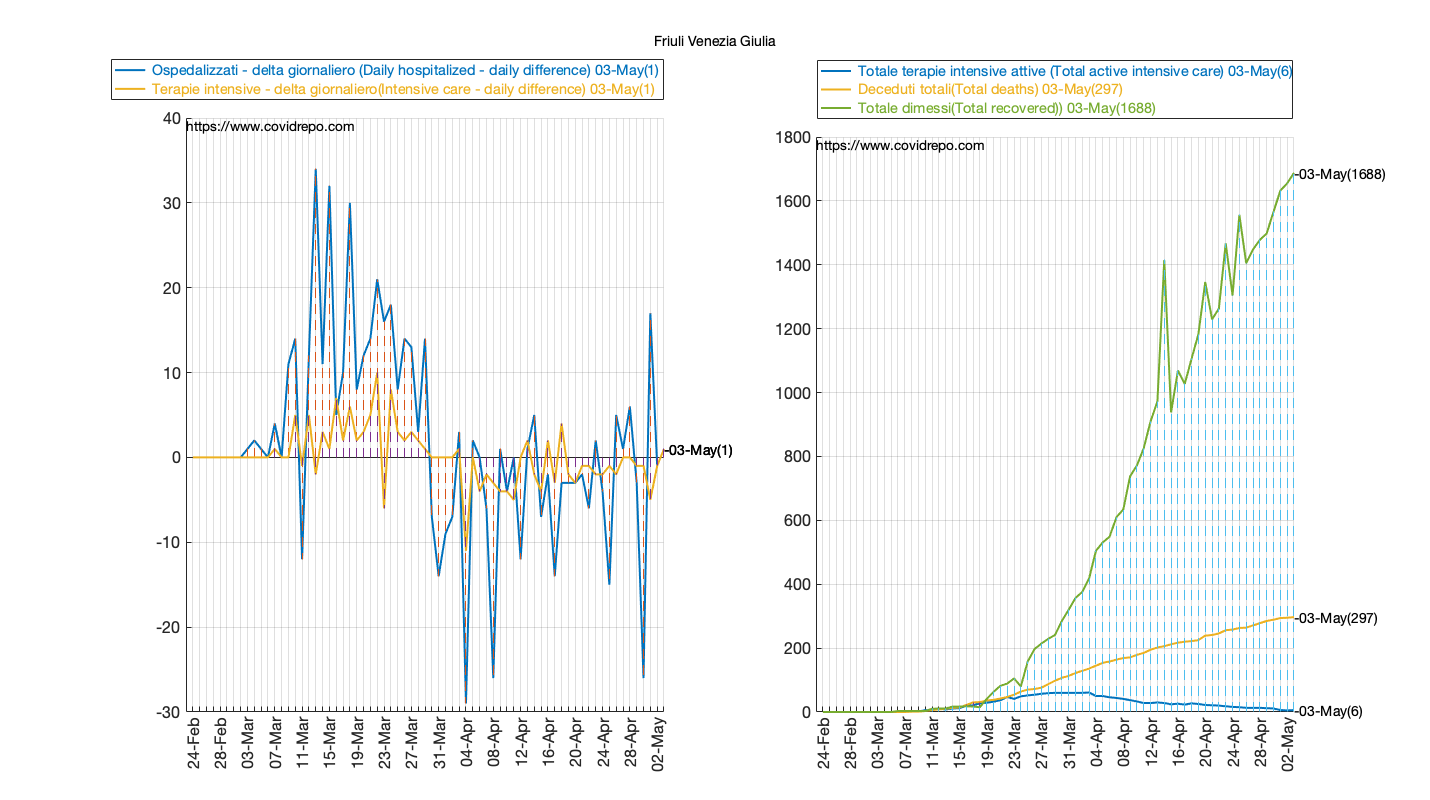 Friuli Venezia Giulia
Ospedalizzati - delta giornaliero (Daily hospitalized - daily difference) 03-May(1)
Terapie intensive - delta giornaliero(Intensive care - daily difference) 03-May(1)
https://www.covidrepo.com
40
30
20
10
0
-10
-20
-30
-03-May(1)
24-Feb
28-Feb
03-Mar
07-Mar
11-Mar
15-Mar
19-Mar
23-Mar
27-Mar
31-Mar
04-Apr
08-Apr
12-Apr
16-Apr
20-Apr
24-Apr
28-Apr
02-May
Totale terapie intensive attive (Total active intensive care) 03-May(6)
Deceduti totali(Total deaths) 03-May(297)
Totale dimessi(Total recovered)) 03-May(1688)
https://www.covidrepo.com
1800
1600
1400
1200
1000
800
600
400
200
0
-03-May(1688)
-03-May(297)
-03-May(6)
24-Feb
28-Feb
03-Mar
07-Mar
11-Mar
15-Mar
19-Mar
23-Mar
27-Mar
31-Mar
04-Apr
08-Apr
12-Apr
16-Apr
20-Apr
24-Apr
28-Apr
02-May